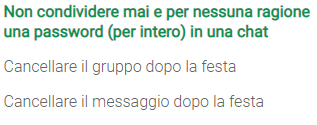 Non condividere mai e per nessuna ragione
una password (per intero) in una chat
Cancellare il gruppo dopo la festa
Cancellare il messaggio dopo la festa